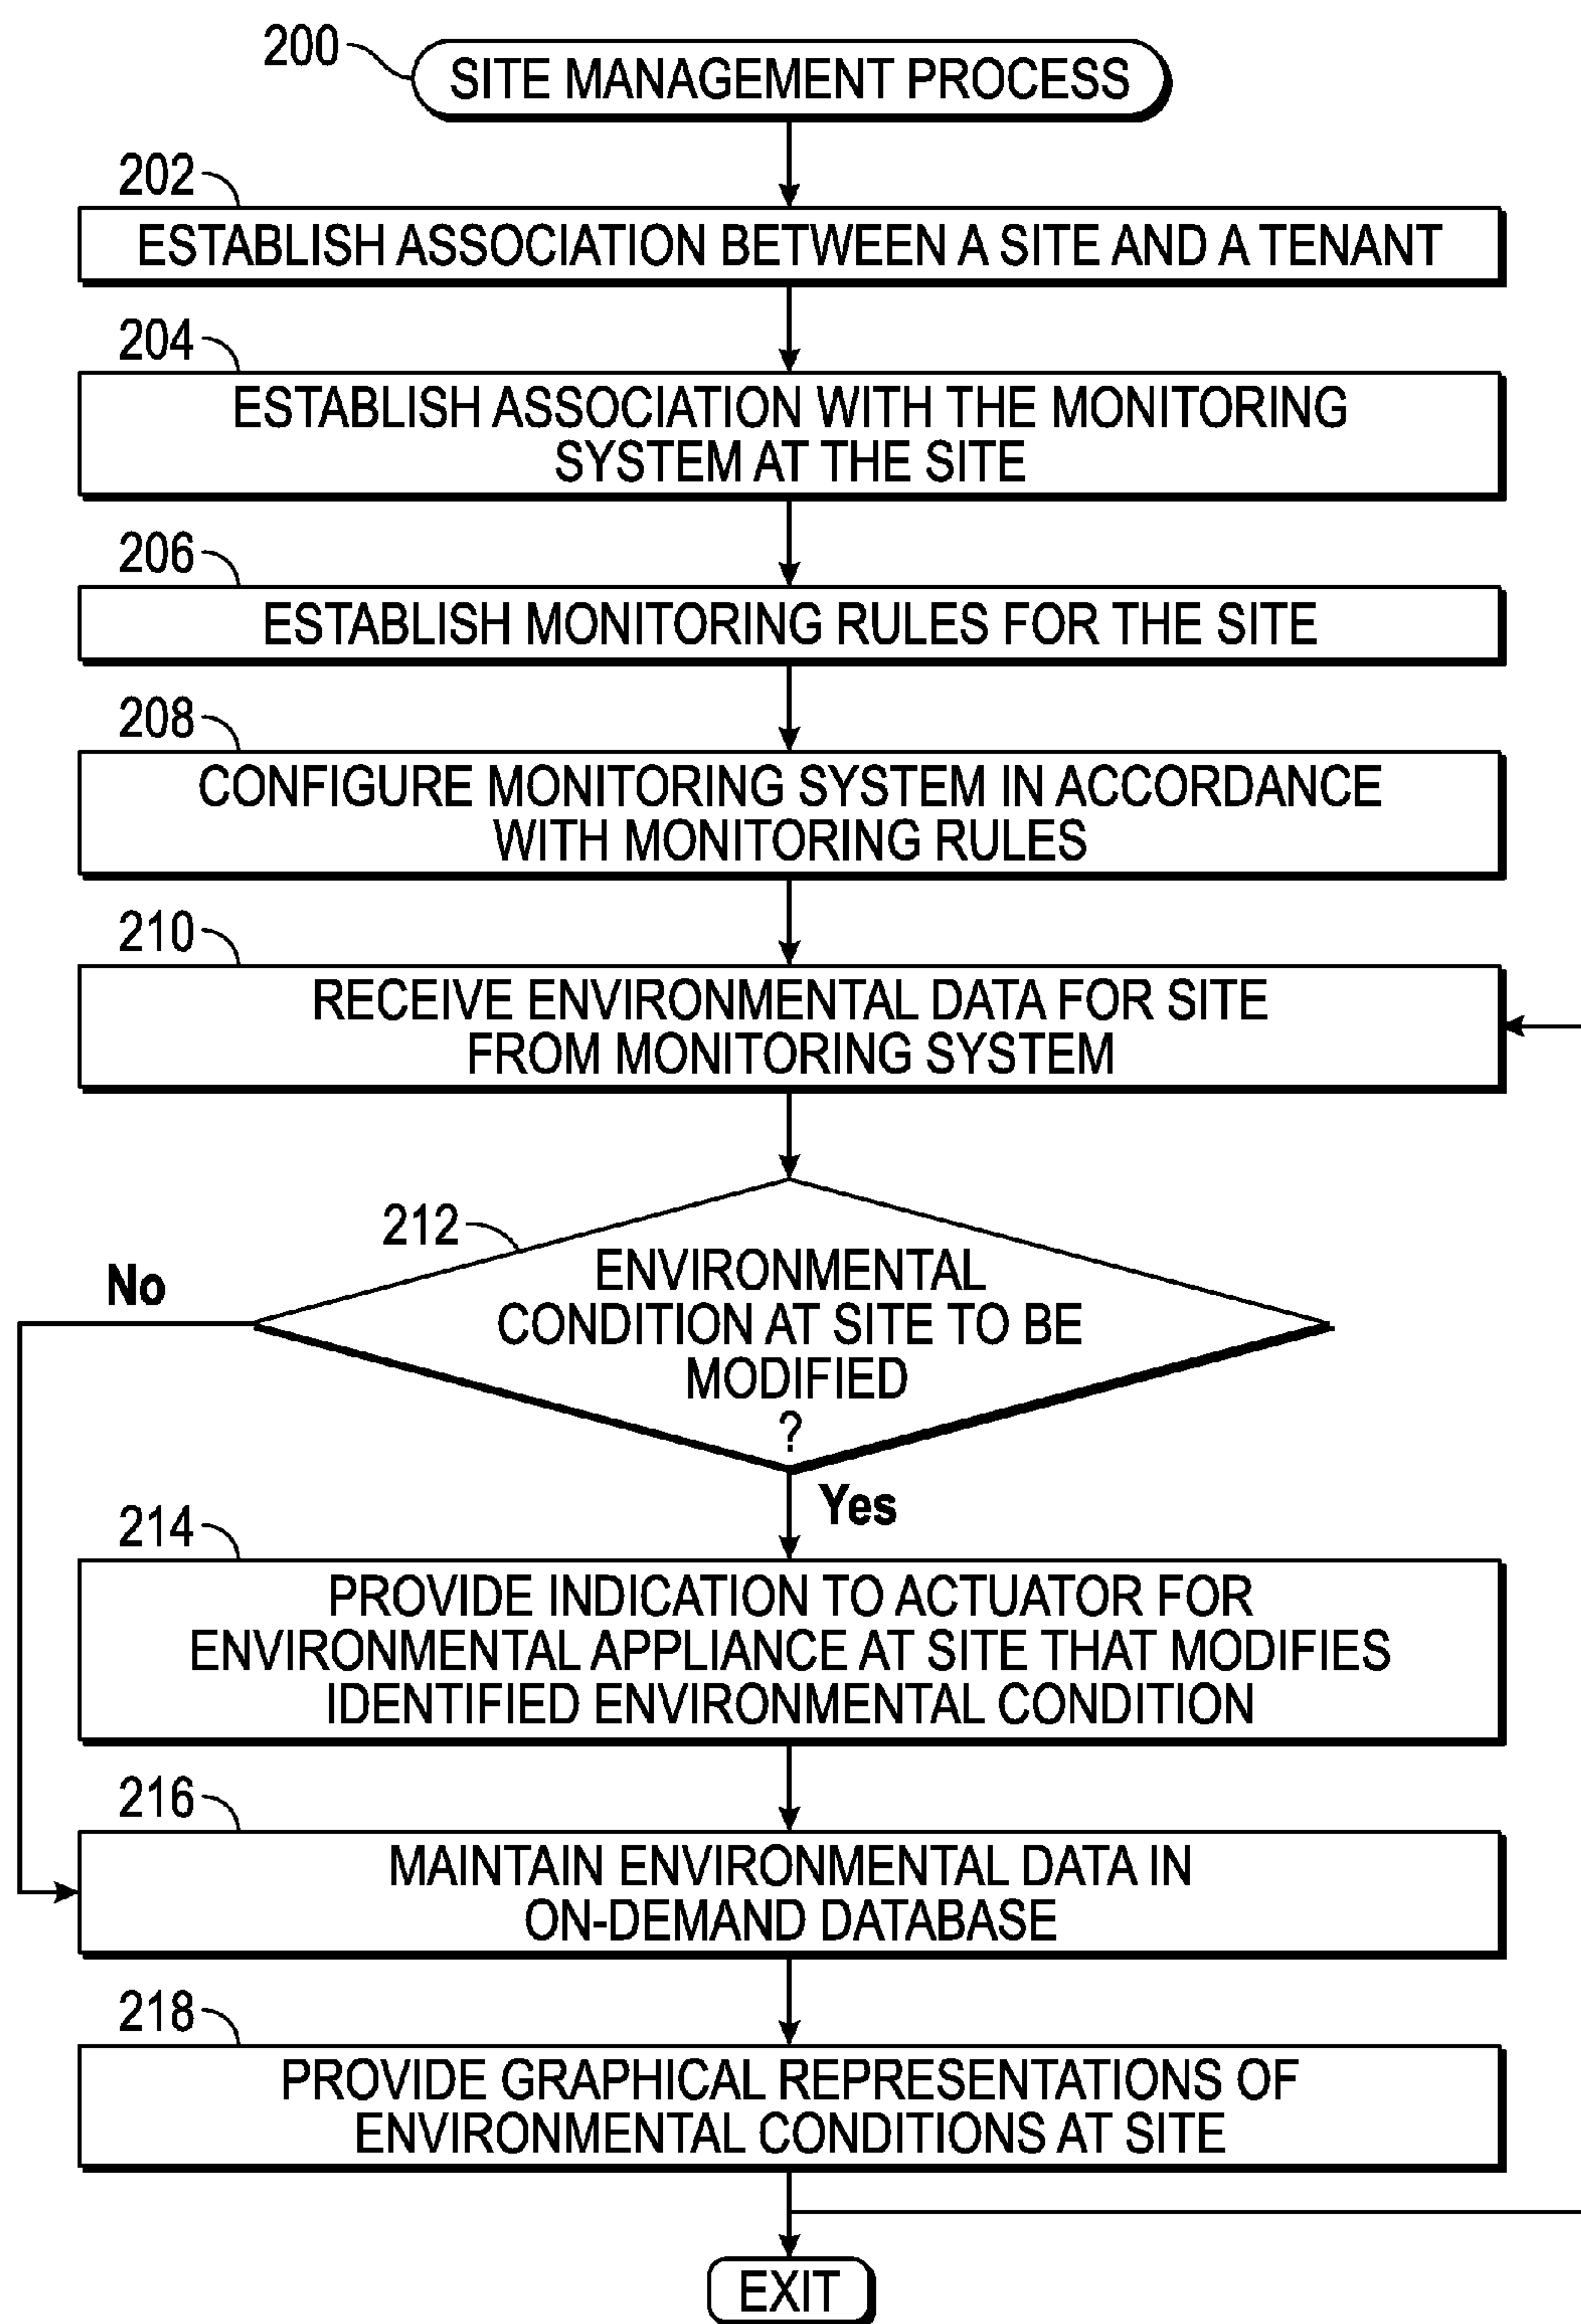 200
SITE MANAGEMENT PROCESS
202
ESTABLISH ASSOCIATION BETWEEN A SITE AND A TENANT
204
ESTABLISH ASSOCIATION WITH THE MONITORING
SYSTEM AT THE SITE
206
ESTABLISH MONITORING RULES FOR THE SITE
208
CONFIGURE MONITORING SYSTEM IN ACCORDANCE
WITH MONITORING RULES
210
RECEIVE ENVIRONMENTAL DATA FOR SITE
FROM MONITORING SYSTEM
212
No
ENVIRONMENTAL
CONDITION AT SITE TO BE
MODIFIED
?
Yes
214
PROVIDE INDICATION TO ACTUATOR FOR
ENVIRONMENTAL APPLIANCE AT SITE THAT MODIFIES
IDENTIFIED ENVIRONMENTAL CONDITION
216
MAINTAIN ENVIRONMENTAL DATA IN
ON-DEMAND DATABASE
218
PROVIDE GRAPHICAL REPRESENTATIONS OF
ENVIRONMENTAL CONDITIONS AT SITE
EXIT